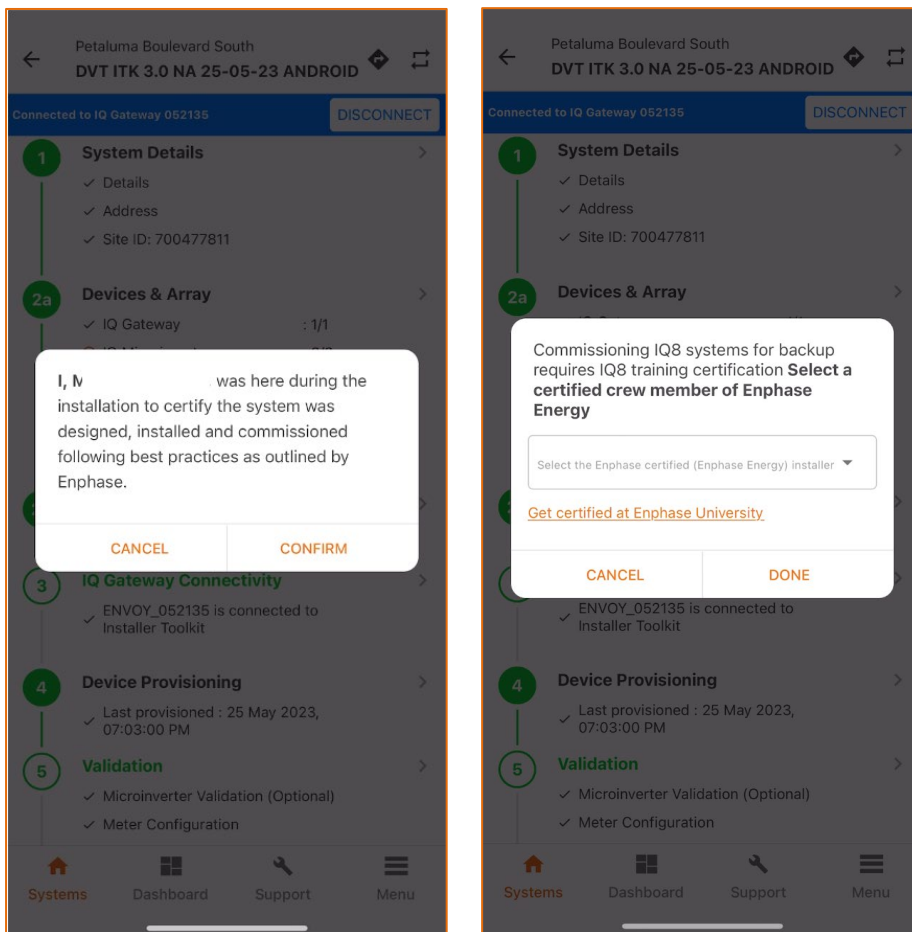 Petaluma Boulevard South
DVT ITK 3.0 NA 25-05-23 ANDROID
Connected to IQ Gateway 052135
DISCONNECT
1
System Details
Details
Address
Site ID: 700477811
2a
Devices & Array
IQ Gateway : 1/1
I, M
was here during the
installation to certify the system was
designed, installed and commissioned
following best practices as outlined by
Enphase.
CANCEL
CONFIRM
3
IQ Gateway Connectivity
ENVOY_052135 is connected to
Installer Toolkit
4
Device Provisioning
Last provisioned : 25 May 2023,
07:03:00 PM
5
Validation
Microinverter Validation (Optional)
Meter Configuration
Systems
Dashboard
Support
Menu
Petaluma Boulevard South
DVT ITK 3.0 NA 25-05-23 ANDROID
Connected to IQ Gateway 052135
DISCONNECT
1
System Details
Details
Address
Site ID: 700477811
2a
Devices & Array
Commissioning IQ8 systems for backup
requires IQ8 training certification Select a
certified crew member of Enphase
Energy
Select the Enphase certified (Enphase Energy) installer
Get certified at Enphase University
CANCEL
DONE
ENVOY_052135 is connected to
Installer Toolkit
4
Device Provisioning
Last provisioned : 25 May 2023,
07:03:00 PM
5
Validation
Microinverter Validation (Optional)
Meter Configuration
Systems
Dashboard
Support
Menu